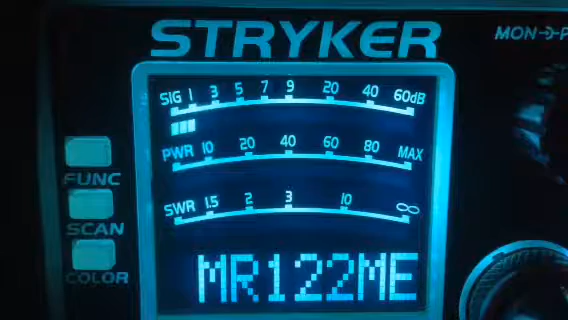 STRYKER
MON
SIG 1 3 5 7 9 20 40 60dB
PWR 10 20 40 60 80 MAX
FUNC
SWR 1.5 2 3 10 ∞
SCAN
COLOR
MR122ME